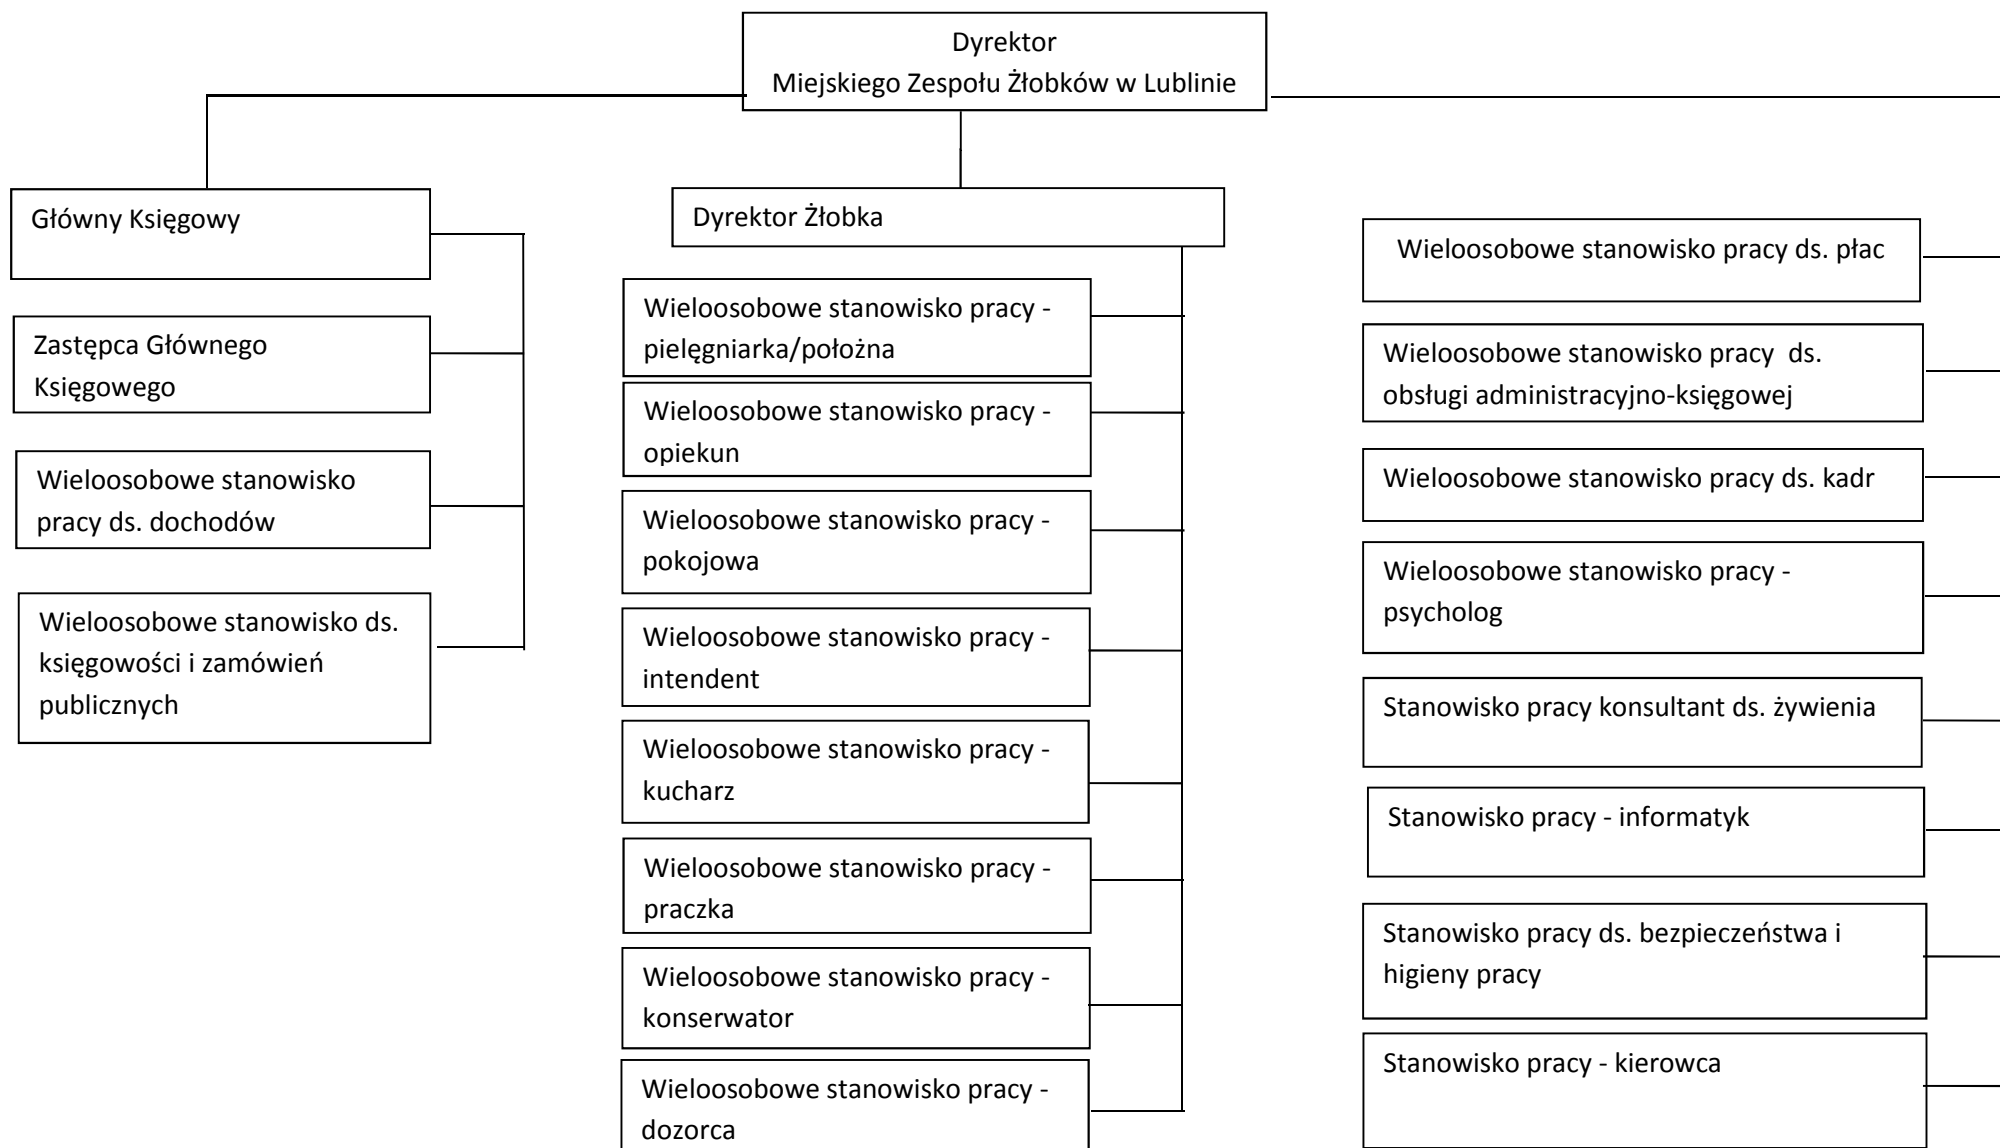 Dyrektor
Miejskiego Zespołu Żłobków w Lublinie
Główny Księgowy
Zastępca Głównego
Księgowego
Wieloosobowe stanowisko
pracy ds. dochodów
Wieloosobowe stanowisko ds.
księgowości i zamówień
publicznych
Dyrektor Żłobka
Wieloosobowe stanowisko pracy -
pielęgniarka/położna
Wieloosobowe stanowisko pracy -
opiekun
Wieloosobowe stanowisko pracy -
pokojowa
Wieloosobowe stanowisko pracy -
intendent
Wieloosobowe stanowisko pracy -
kucharz
Wieloosobowe stanowisko pracy -
praczka
Wieloosobowe stanowisko pracy -
konserwator
Wieloosobowe stanowisko pracy -
dozorca
Wieloosobowe stanowisko pracy ds. płac
Wieloosobowe stanowisko pracy  ds.
obsługi administracyjno-księgowej
Wieloosobowe stanowisko pracy ds. kadr
Wieloosobowe stanowisko pracy -
psycholog
Stanowisko pracy konsultant ds. żywienia
Stanowisko pracy - informatyk
Stanowisko pracy ds. bezpieczeństwa i
higieny pracy
Stanowisko pracy - kierowca